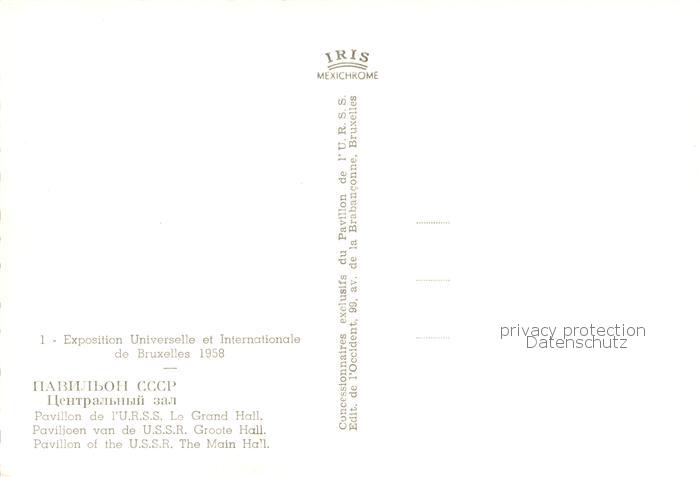 IRIS
MEXICHROME
Concessionnaires exclusifs du Pavillon de l'U.R.S.S.
Edit. de l'Occident, 99, av. de la Brabançonne, Bruxelles
1 - Exposition Universelle et Internationale
de Bruxelles 1958
ПАВИЛЬОН СССР
Центральный зал
Pavillon de l'U.R.S.S. Le Grand Hall.
Paviljoen van de U.S.S.R. Groote Hall.
Pavillon of the U.S.S.R. The Main Hall.
privacy protection
Datenschutz